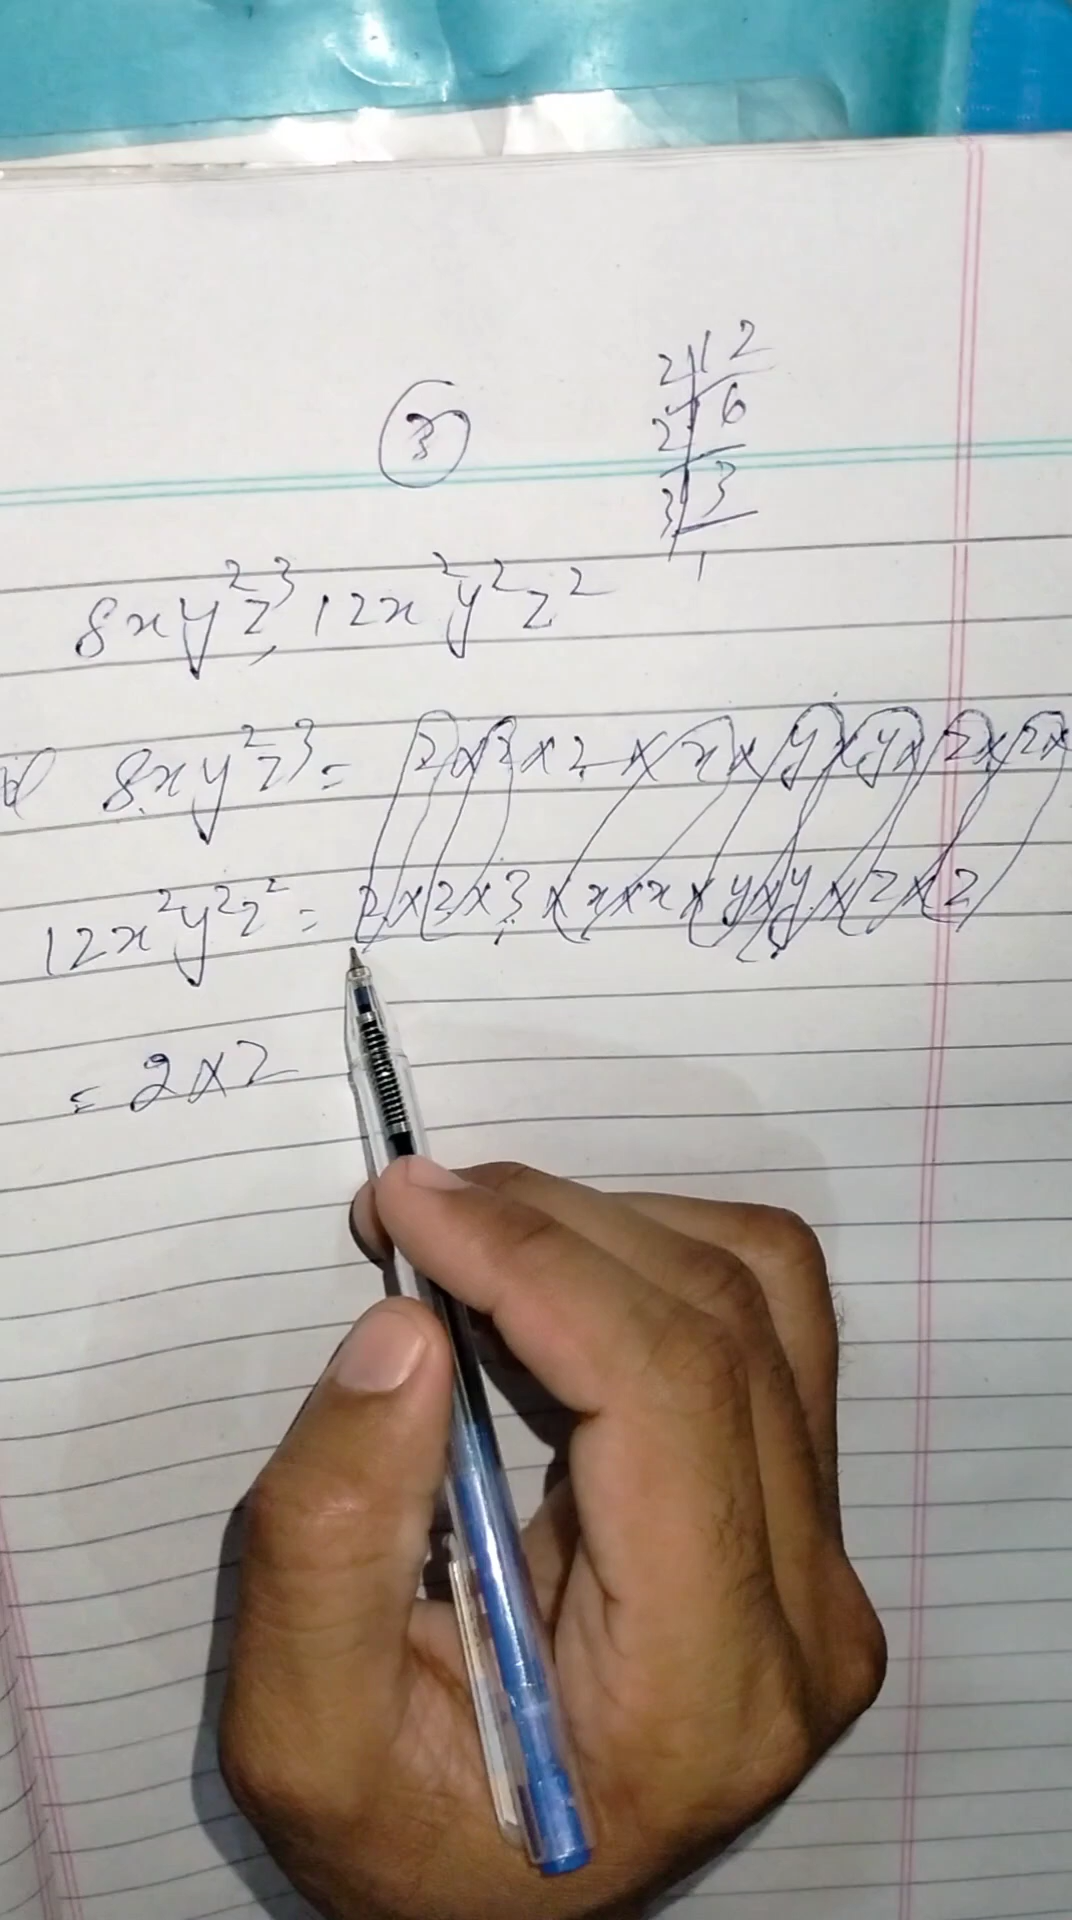 3
2 | 12
2 | 6
3 | 3
1
8xy²z³, 12x²y²z²
8xy²z³ = 2×2×2×x×y×y×z×z×
12x²y²z² = 2×2×3×x×x×y×y×z×z
= 2×2